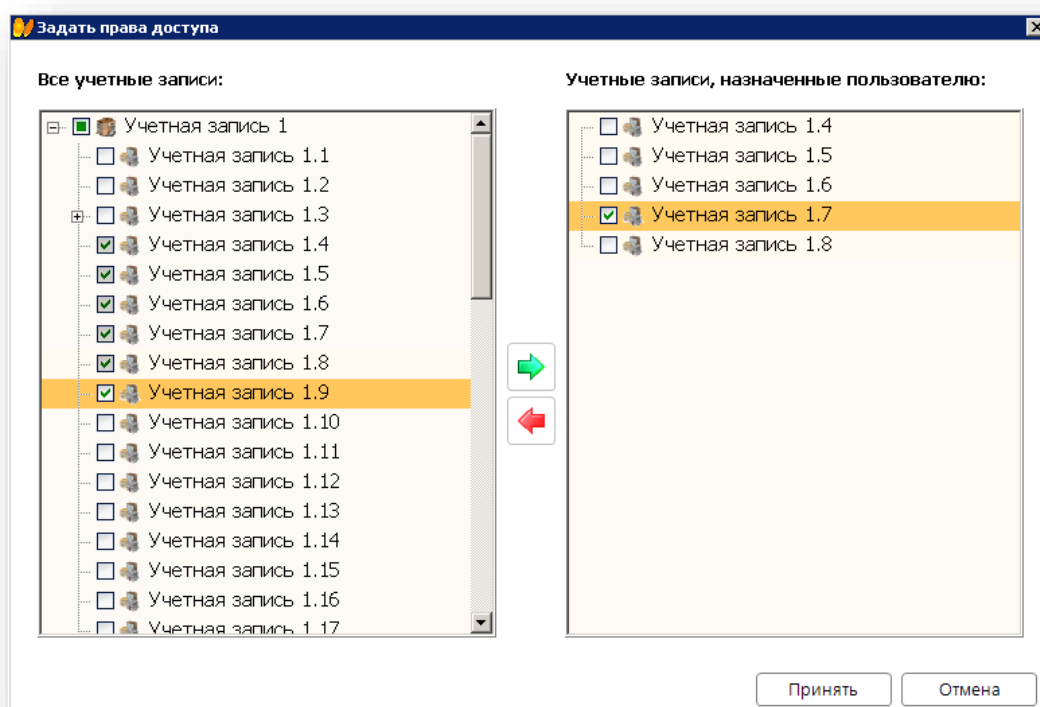 Задать права доступа
Все учетные записи:
Учетная запись 1
Учетная запись 1.1
Учетная запись 1.2
Учетная запись 1.3
Учетная запись 1.4
Учетная запись 1.5
Учетная запись 1.6
Учетная запись 1.7
Учетная запись 1.8
Учетная запись 1.9
Учетная запись 1.10
Учетная запись 1.11
Учетная запись 1.12
Учетная запись 1.13
Учетная запись 1.14
Учетная запись 1.15
Учетная запись 1.16
Учетная запись 1.17
Учетные записи, назначенные пользователю:
Учетная запись 1.4
Учетная запись 1.5
Учетная запись 1.6
Учетная запись 1.7
Учетная запись 1.8
Принять
Отмена